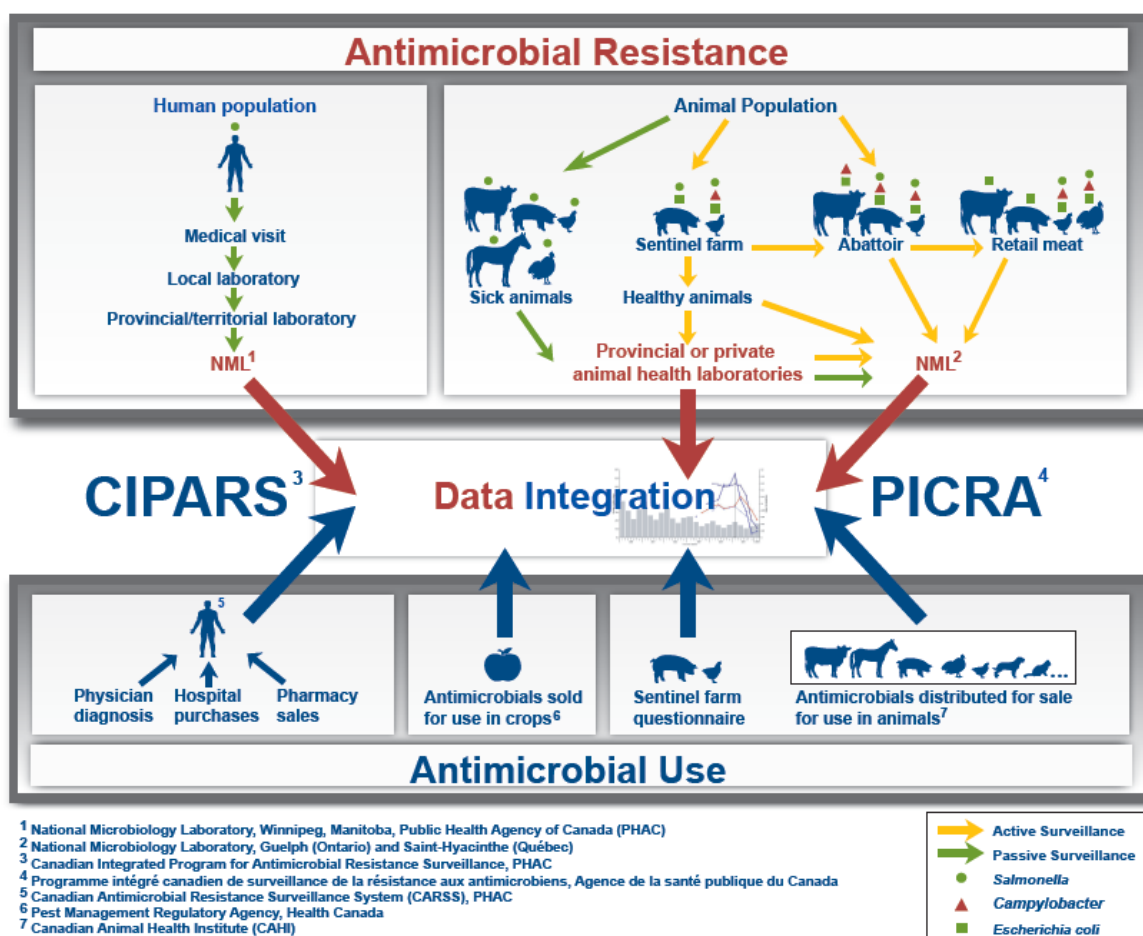 Antimicrobial Resistance
Human population
Medical visit
Local laboratory
Provincial/territorial laboratory
NML1
Animal Population
Sick animals
Sentinel farm
Abattoir
Retail meat
Healthy animals
Provincial or private
animal health laboratories
NML2
CIPARS3
Data Integration
PICRA4
5
Physician
diagnosis
Hospital
purchases
Pharmacy
sales
Antimicrobials sold
for use in crops6
Sentinel farm
questionnaire
...
Antimicrobials distributed for sale
for use in animals7
Antimicrobial Use
1 National Microbiology Laboratory, Winnipeg, Manitoba, Public Health Agency of Canada (PHAC)
2 National Microbiology Laboratory, Guelph (Ontario) and Saint-Hyacinthe (Québec)
3 Canadian Integrated Program for Antimicrobial Resistance Surveillance, PHAC
4 Programme intégré canadien de surveillance de la résistance aux antimicrobiens, Agence de la santé publique du Canada
5 Canadian Antimicrobial Resistance Surveillance System (CARSS), PHAC
6 Pest Management Regulatory Agency, Health Canada
7 Canadian Animal Health Institute (CAHI)
Active Surveillance
Passive Surveillance
Salmonella
Campylobacter
Escherichia coli